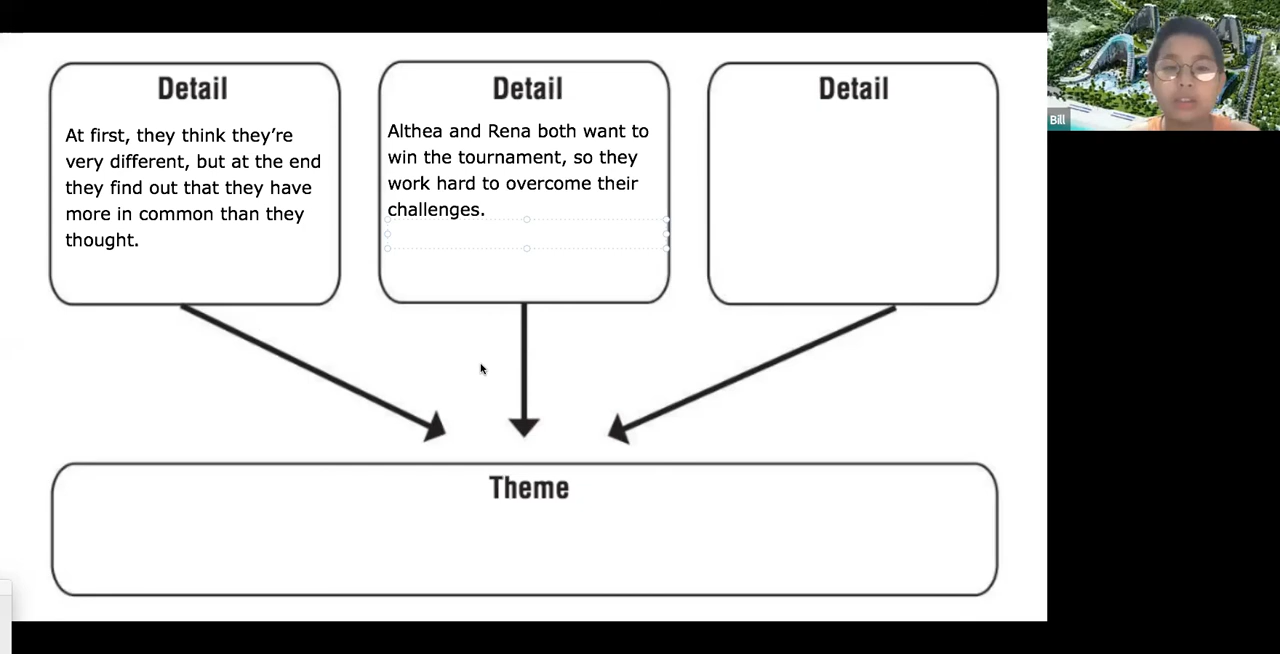 Detail
At first, they think they're
very different, but at the end
they find out that they have
more in common than they
thought.
Detail
Althea and Rena both want to
win the tournament, so they
work hard to overcome their
challenges.
Detail
Theme
Bill